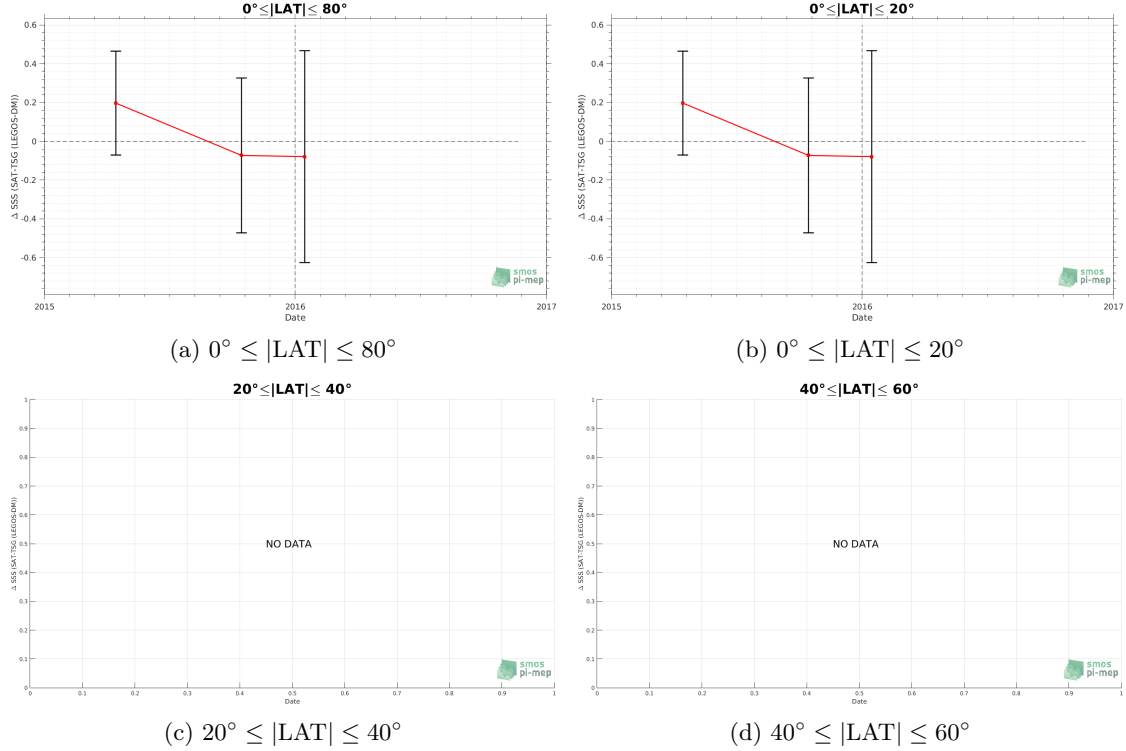 0°≤|LAT|≤ 80°
0.6
0.4
0.2
0
-0.2
-0.4
-0.6
Δ SSS (SAT-TSG (LEGOS-DM))
2015
2016
2017
Date
smos
pi-mep
(a) 0° ≤ |LAT| ≤ 80°
0°≤|LAT|≤ 20°
0.6
0.4
0.2
0
-0.2
-0.4
-0.6
Δ SSS (SAT-TSG (LEGOS-DM))
2015
2016
2017
Date
smos
pi-mep
(b) 0° ≤ |LAT| ≤ 20°
20°≤|LAT|≤ 40°
1
0.9
0.8
0.7
0.6
0.5
0.4
0.3
0.2
0.1
0
Δ SSS (SAT-TSG (LEGOS-DM))
NO DATA
0 0.1 0.2 0.3 0.4 0.5 0.6 0.7 0.8 0.9 1
Date
smos
pi-mep
(c) 20° ≤ |LAT| ≤ 40°
40°≤|LAT|≤ 60°
1
0.9
0.8
0.7
0.6
0.5
0.4
0.3
0.2
0.1
0
Δ SSS (SAT-TSG (LEGOS-DM))
NO DATA
0 0.1 0.2 0.3 0.4 0.5 0.6 0.7 0.8 0.9 1
Date
smos
pi-mep
(d) 40° ≤ |LAT| ≤ 60°